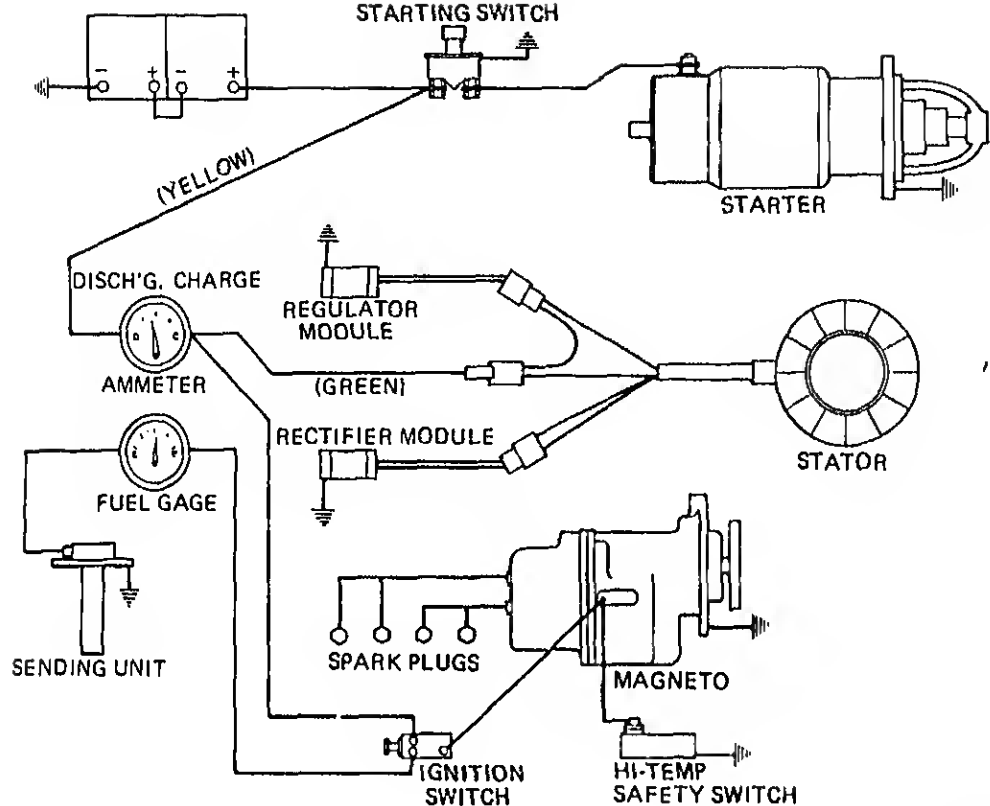 STARTING SWITCH
- + - +
(YELLOW)
STARTER
DISCH'G. CHARGE
D C
AMMETER
REGULATOR
MODULE
(GREEN)
RECTIFIER MODULE
STATOR
FUEL GAGE
SENDING UNIT
SPARK PLUGS
MAGNETO
IGNITION
SWITCH
HI-TEMP
SAFETY SWITCH